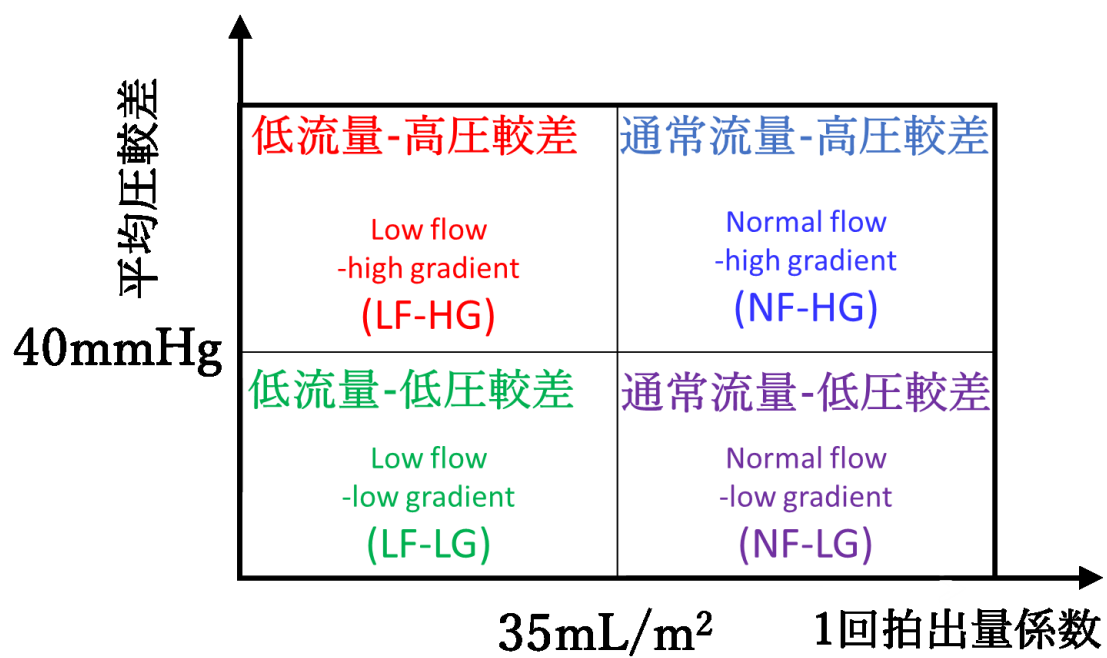 平均圧較差
低流量-高圧較差
Low flow
-high gradient
(LF-HG)
通常流量-高圧較差
Normal flow
-high gradient
(NF-HG)
40mmHg
低流量-低圧較差
Low flow
-low gradient
(LF-LG)
通常流量-低圧較差
Normal flow
-low gradient
(NF-LG)
35mL/m²
1回拍出量係数